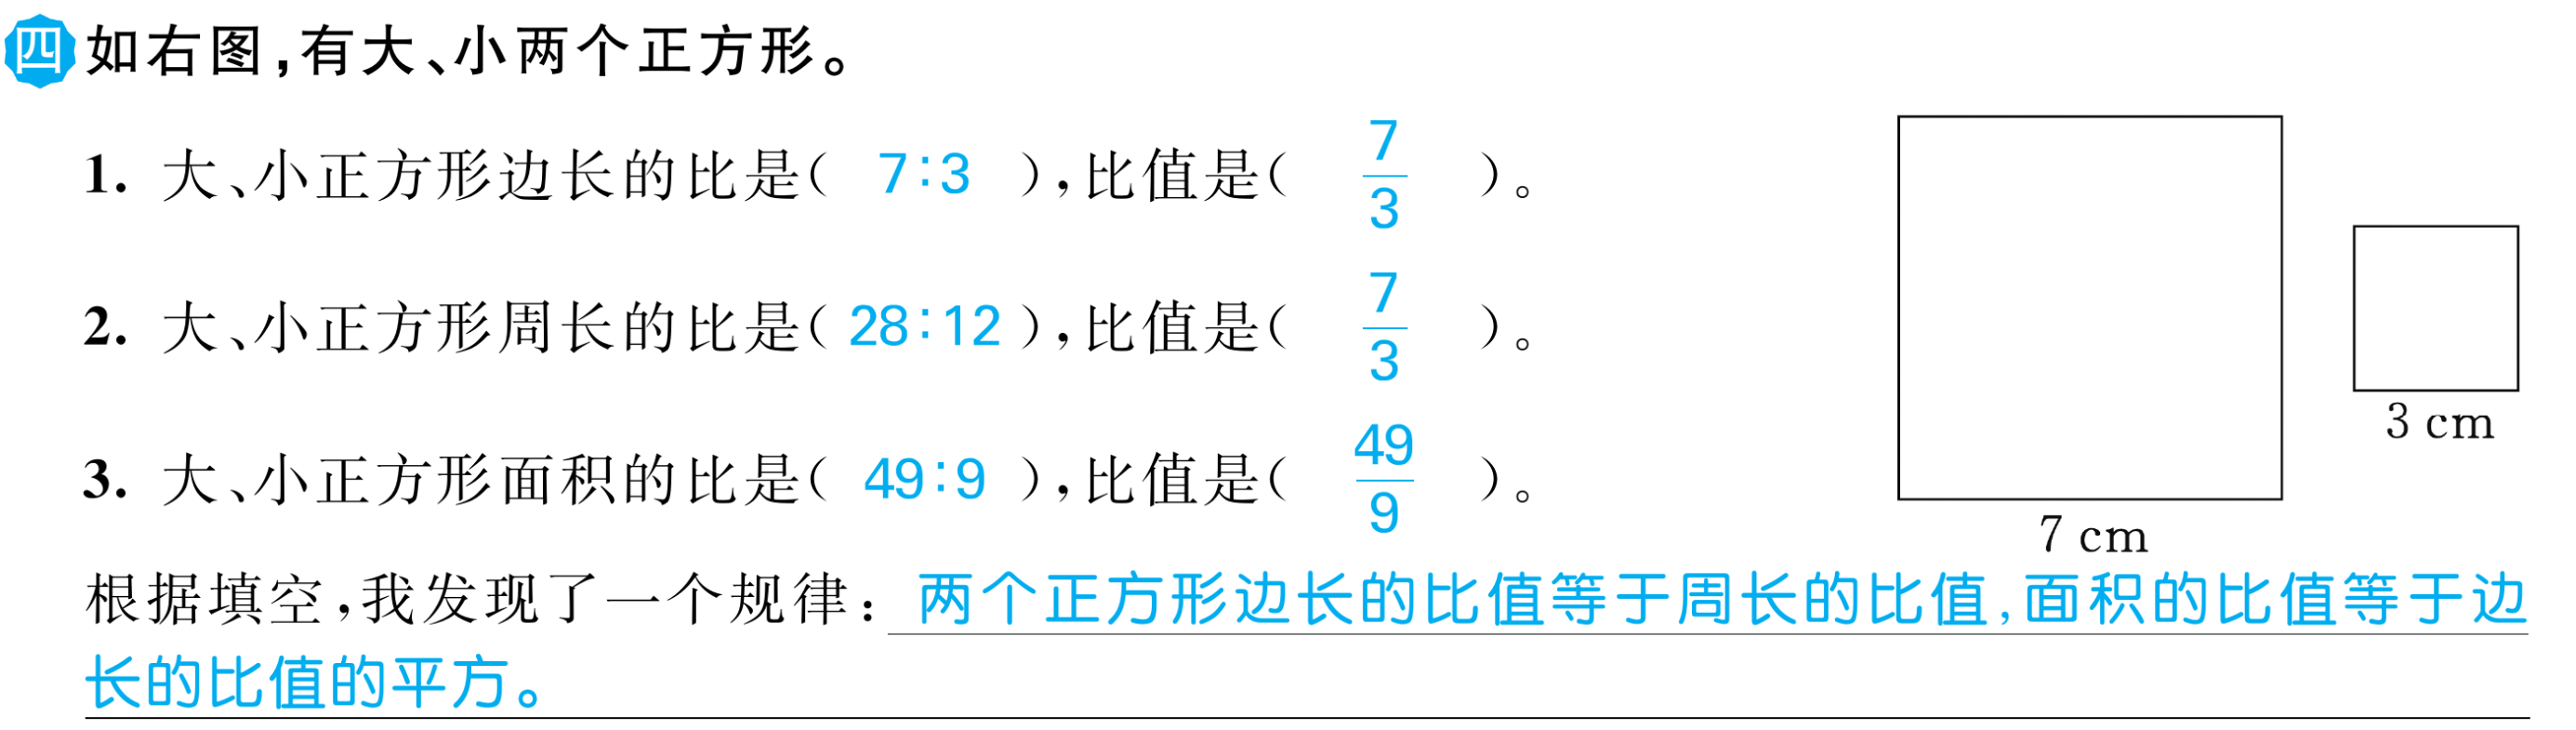 四 如右图,有大、小两个正方形。
1. 大、小正方形边长的比是( 7∶3 ),比值是( 7/3 )。
2. 大、小正方形周长的比是( 28∶12 ),比值是( 7/3 )。
3. 大、小正方形面积的比是( 49∶9 ),比值是( 49/9 )。
3 cm
7 cm
根据填空,我发现了一个规律: 两个正方形边长的比值等于周长的比值,面积的比值等于边
长的比值的平方。